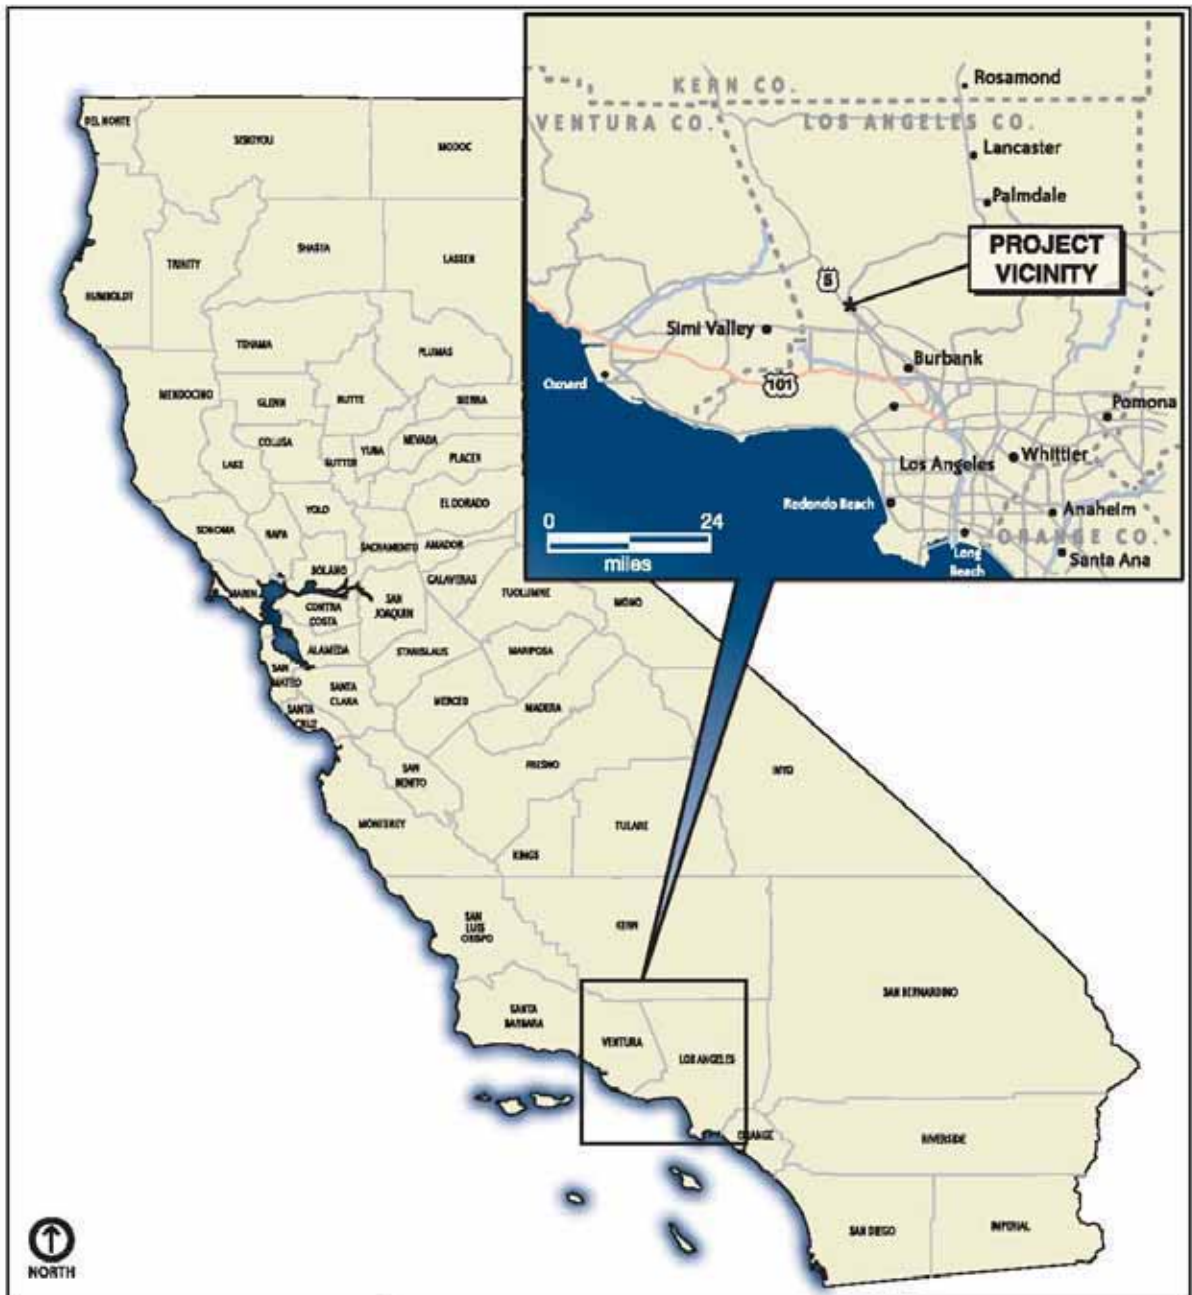 KERN CO.
Rosamond
VENTURA CO.
LOS ANGELES CO.
Lancaster
Palmdale
PROJECT
VICINITY
5
Simi Valley
Burbank
101
Oxnard
Pomona
Los Angeles
Whittier
Redondo Beach
Anaheim
ORANGE CO.
Long
Beach
Santa Ana
0 24
miles
DEL NORTE
SISKIYOU
MODOC
HUMBOLDT
TRINITY
SHASTA
LASSEN
TEHAMA
PLUMAS
MENDOCINO
GLENN
BUTTE
SIERRA
COLUSA
LAKE
SUTTER
YUBA
NEVADA
PLACER
SONOMA
NAPA
YOLO
EL DORADO
SACRAMENTO
AMADOR
SOLANO
MARIN
CONTRA
COSTA
SAN
JOAQUIN
CALAVERAS
TUOLUMNE
MONO
ALAMEDA
STANISLAUS
MARIPOSA
SAN
MATEO
SANTA
CLARA
SANTA
CRUZ
MERCED
MADERA
SAN
BENITO
FRESNO
INYO
MONTEREY
KINGS
TULARE
SAN
LUIS
OBISPO
KERN
SAN BERNARDINO
SANTA
BARBARA
VENTURA
LOS ANGELES
ORANGE
RIVERSIDE
SAN DIEGO
IMPERIAL
NORTH